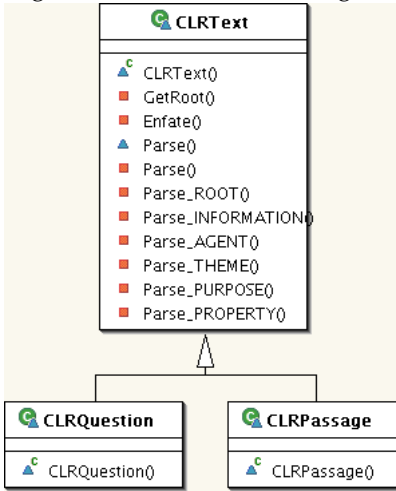 CLRText
CLRText()
GetRoot()
Enfate()
Parse()
Parse()
Parse_ROOT()
Parse_INFORMATION()
Parse_AGENT()
Parse_THEME()
Parse_PURPOSE()
Parse_PROPERTY()
CLRQuestion
CLRQuestion()
CLRPassage
CLRPassage()